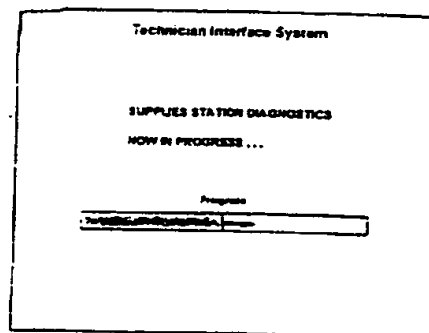 Technician Interface System
SUPPLIES STATION DIAGNOSTICS
NOW IN PROGRESS ...
Progress